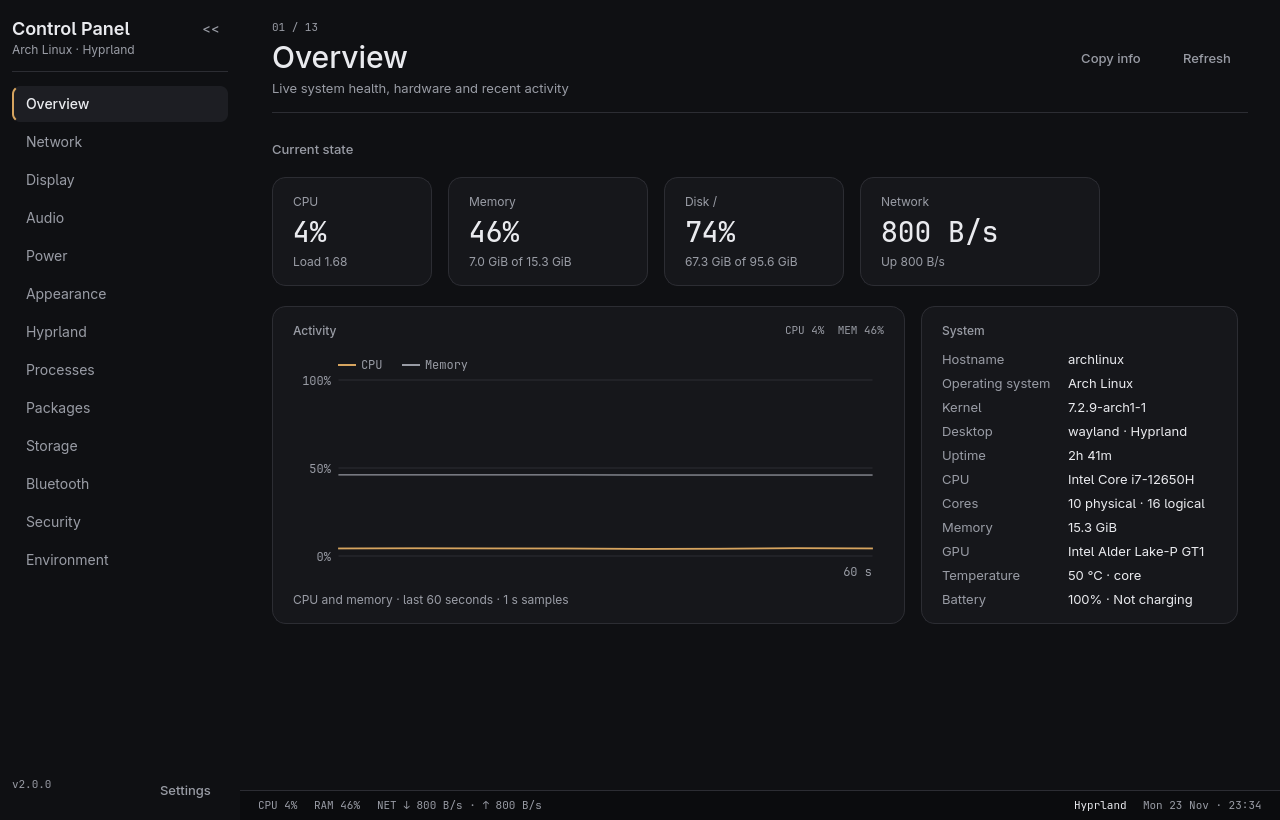 Control Panel
<<
Arch Linux · Hyprland
Overview
Network
Display
Audio
Power
Appearance
Hyprland
Processes
Packages
Storage
Bluetooth
Security
Environment
v2.0.0
Settings
01 / 13
Overview
Live system health, hardware and recent activity
Copy info
Refresh
Current state
CPU
4%
Load 1.68
Memory
46%
7.0 GiB of 15.3 GiB
Disk /
74%
67.3 GiB of 95.6 GiB
Network
800 B/s
Up 800 B/s
Activity
CPU 4% MEM 46%
CPU
Memory
100%
50%
0%
60 s
CPU and memory · last 60 seconds · 1 s samples
System
Hostname archlinux
Operating system Arch Linux
Kernel 7.2.9-arch1-1
Desktop wayland · Hyprland
Uptime 2h 41m
CPU Intel Core i7-12650H
Cores 10 physical · 16 logical
Memory 15.3 GiB
GPU Intel Alder Lake-P GT1
Temperature 50 °C · core
Battery 100% · Not charging
CPU 4% RAM 46% NET ↓ 800 B/s · ↑ 800 B/s
Hyprland Mon 23 Nov · 23:34